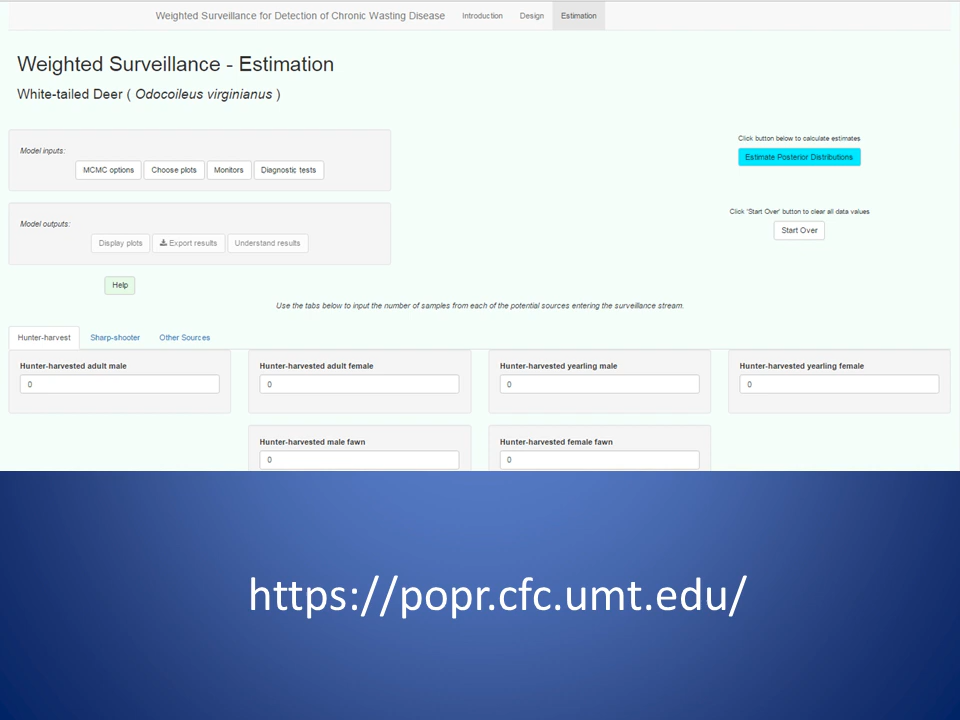 Weighted Surveillance for Detection of Chronic Wasting Disease Introduction Design Estimation
Weighted Surveillance - Estimation
White-tailed Deer ( Odocoileus virginianus )
Model inputs:
MCMC options Choose plots Monitors Diagnostic tests
Click button below to calculate estimates
Estimate Posterior Distributions
Model outputs:
Display plots Export results Understand results
Click 'Start Over' button to clear all data values
Start Over
Help
Use the tabs below to input the number of samples from each of the potential sources entering the surveillance stream.
Hunter-harvest Sharp-shooter Other Sources
Hunter-harvested adult male Hunter-harvested adult female Hunter-harvested yearling male Hunter-harvested yearling female
0 0 0 0
Hunter-harvested male fawn Hunter-harvested female fawn
0 0
https://popr.cfc.umt.edu/